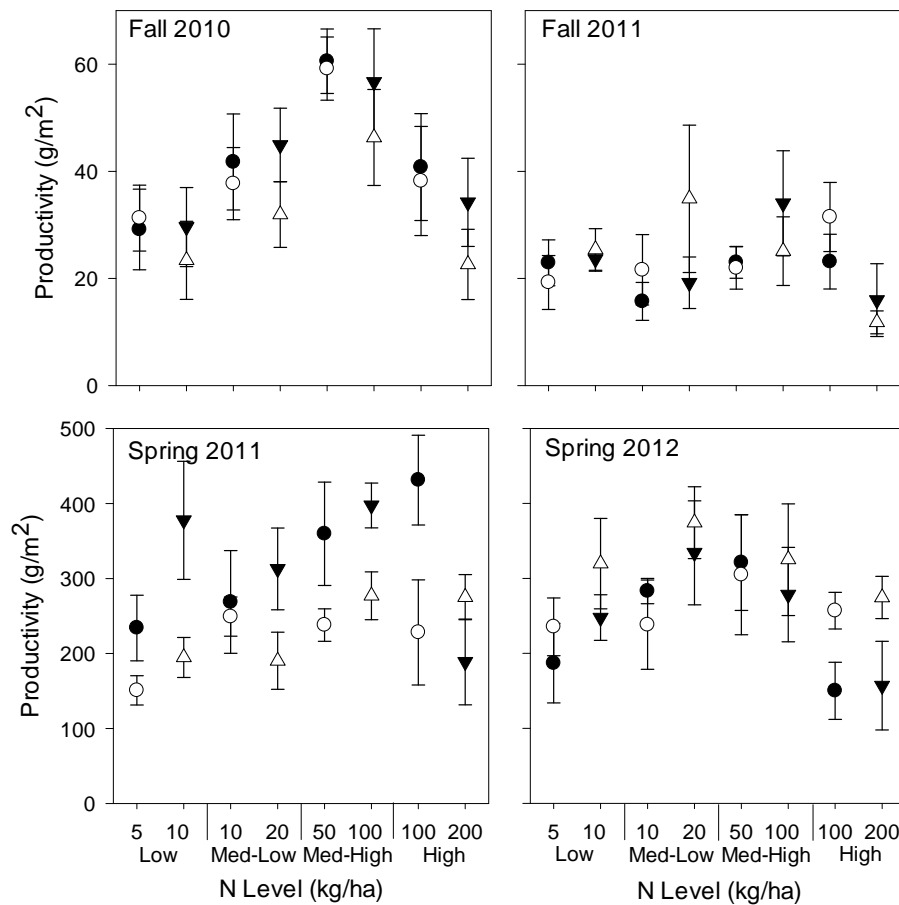 Fall 2010
Fall 2011
Productivity (g/m2)
60
40
20
0
Spring 2011
Spring 2012
Productivity (g/m2)
500
400
300
200
100
0
5 10 10 20 50 100 100 200
Low Med-Low Med-High High
N Level (kg/ha)
5 10 10 20 50 100 100 200
Low Med-Low Med-High High
N Level (kg/ha)